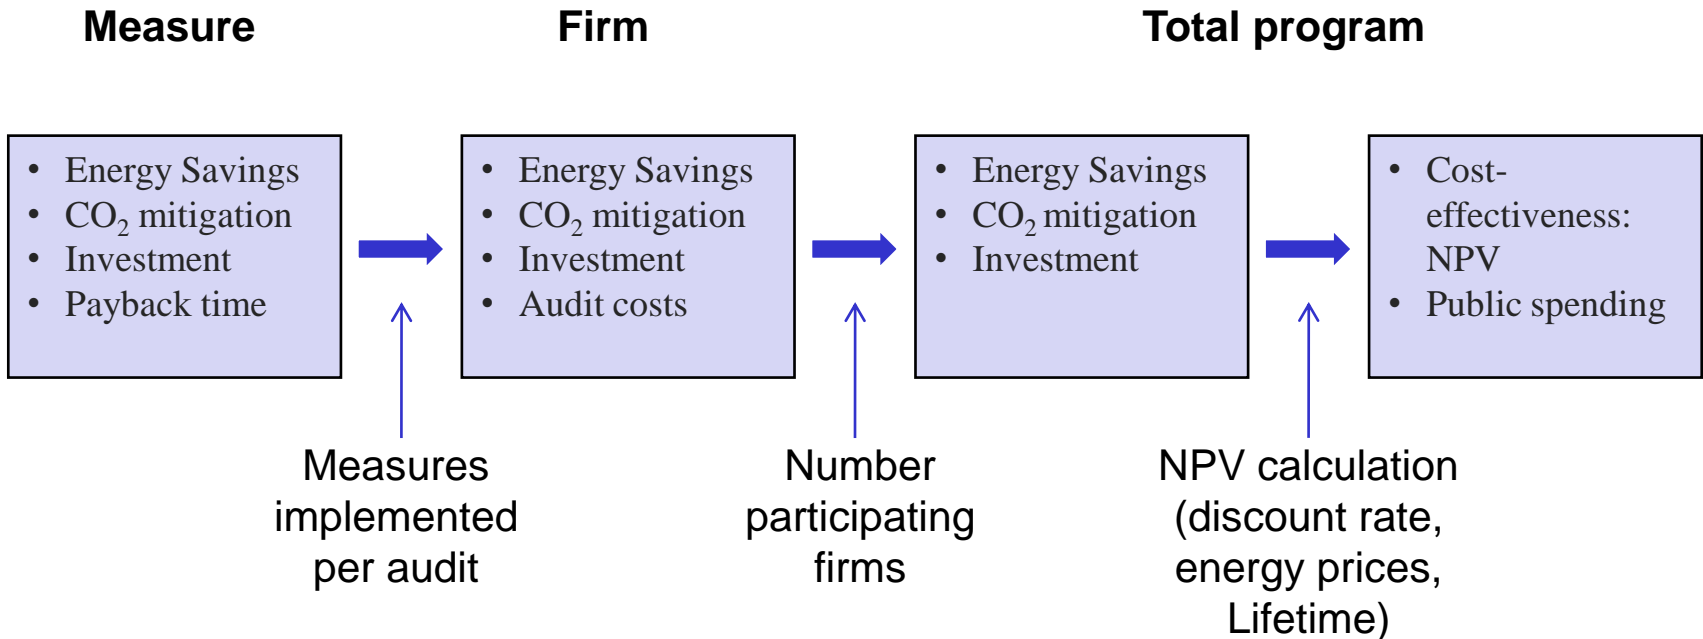 Measure
Firm
Total program
• Energy Savings
• CO₂ mitigation
• Investment
• Payback time
• Energy Savings
• CO₂ mitigation
• Investment
• Audit costs
• Energy Savings
• CO₂ mitigation
• Investment
• Cost-
effectiveness:
NPV
• Public spending
Measures
implemented
per audit
Number
participating
firms
NPV calculation
(discount rate,
energy prices,
Lifetime)